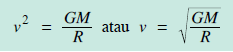 v² = GM/R atau v = √(GM/R)